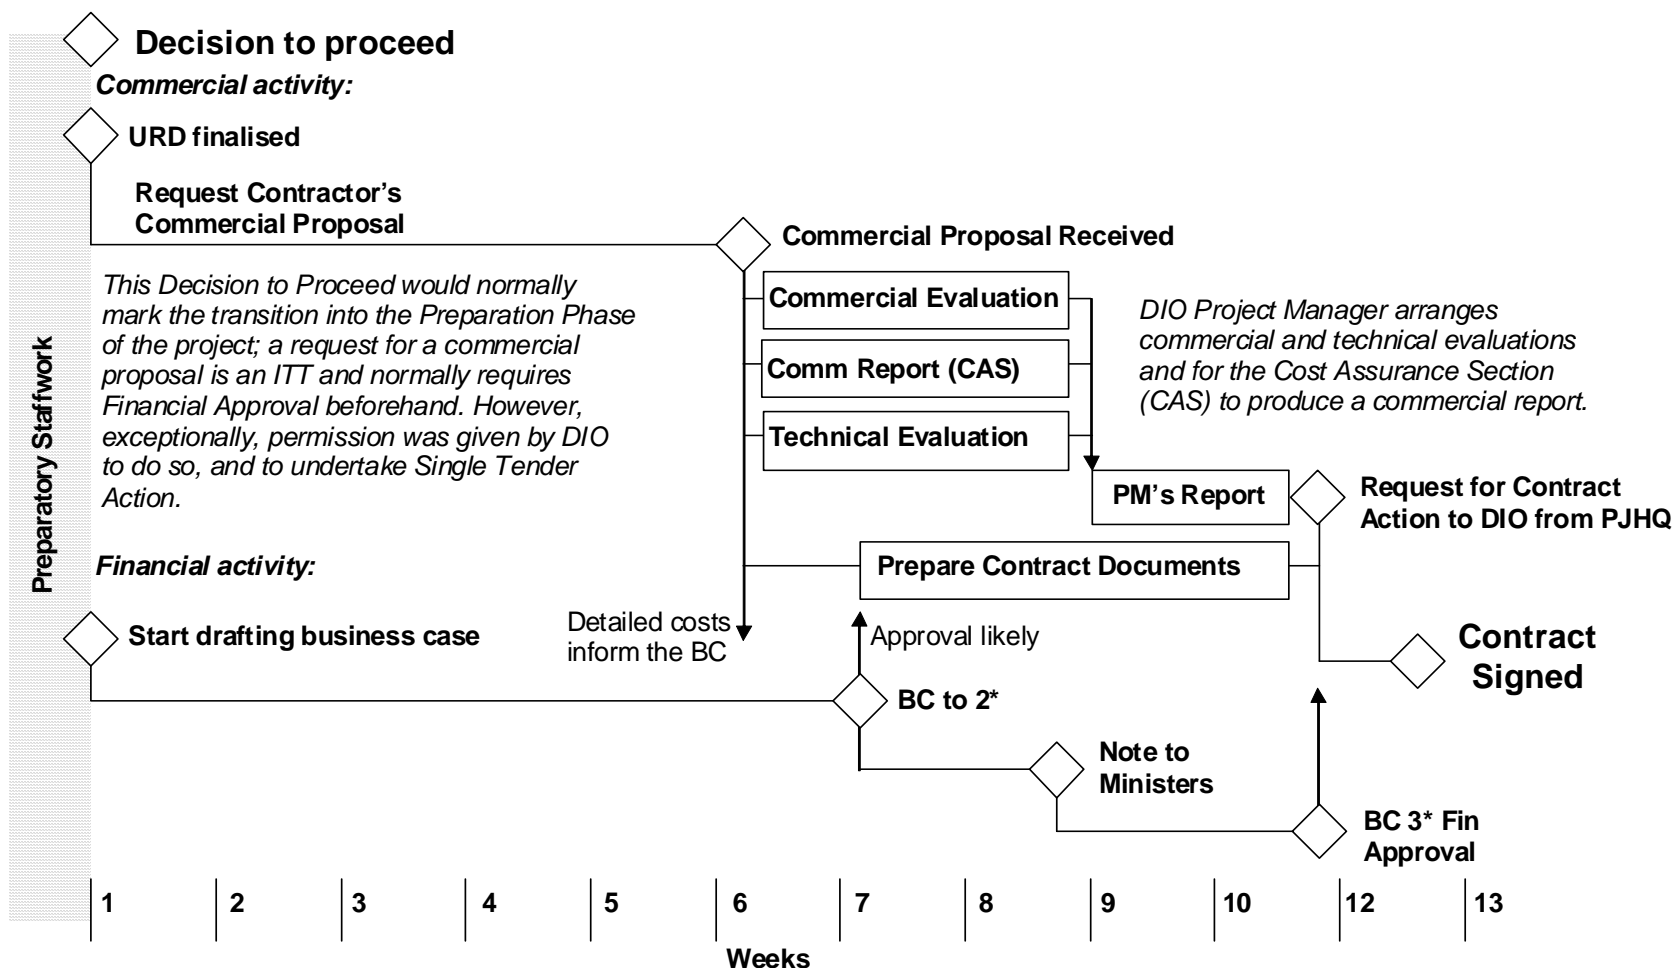 Decision to proceed
Commercial activity:
URD finalised
Request Contractor's
Commercial Proposal
Commercial Proposal Received
This Decision to Proceed would normally
mark the transition into the Preparation Phase
of the project; a request for a commercial
proposal is an ITT and normally requires
Financial Approval beforehand. However,
exceptionally, permission was given by DIO
to do so, and to undertake Single Tender
Action.
Commercial Evaluation
Comm Report (CAS)
Technical Evaluation
DIO Project Manager arranges
commercial and technical evaluations
and for the Cost Assurance Section
(CAS) to produce a commercial report.
PM's Report
Request for Contract
Action to DIO from PJHQ
Preparatory Staffwork
Financial activity:
Prepare Contract Documents
Start drafting business case
Detailed costs
inform the BC
Approval likely
Contract
Signed
BC to 2*
Note to
Ministers
BC 3* Fin
Approval
1 2 3 4 5 6 7 8 9 10 12 13
Weeks